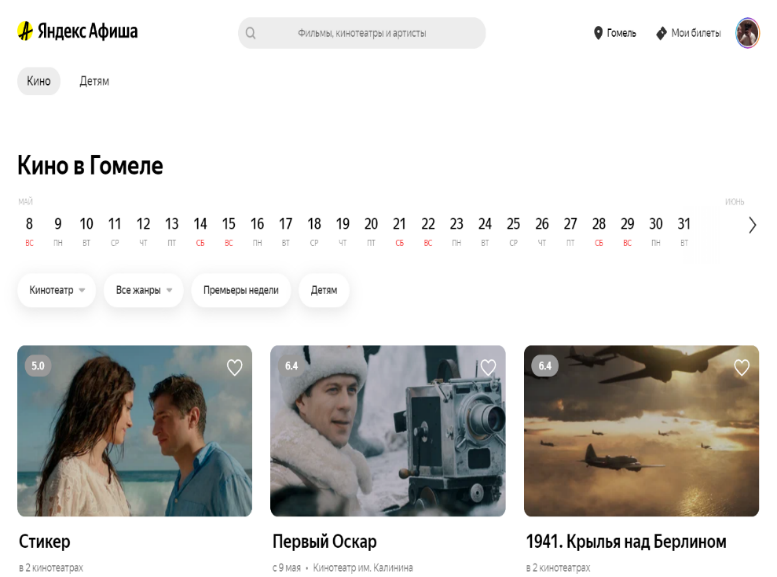 Яндекс Афиша
Фильмы, кинотеатры и артисты
Гомель
Мои билеты
Кино
Детям
Кино в Гомеле
МАЙ
ИЮНЬ
8 9 10 11 12 13 14 15 16 17 18 19 20 21 22 23 24 25 26 27 28 29 30 31
ВС ПН ВТ СР ЧТ ПТ СБ ВС ПН ВТ СР ЧТ ПТ СБ ВС ПН ВТ СР ЧТ ПТ СБ ВС ПН ВТ
Кинотеатр
Все жанры
Премьеры недели
Детям
5.0
6.4
6.4
Стикер
Первый Оскар
1941. Крылья над Берлином
в 2 кинотеатрах
с 9 мая • Кинотеатр им. Калинина
в 2 кинотеатрах